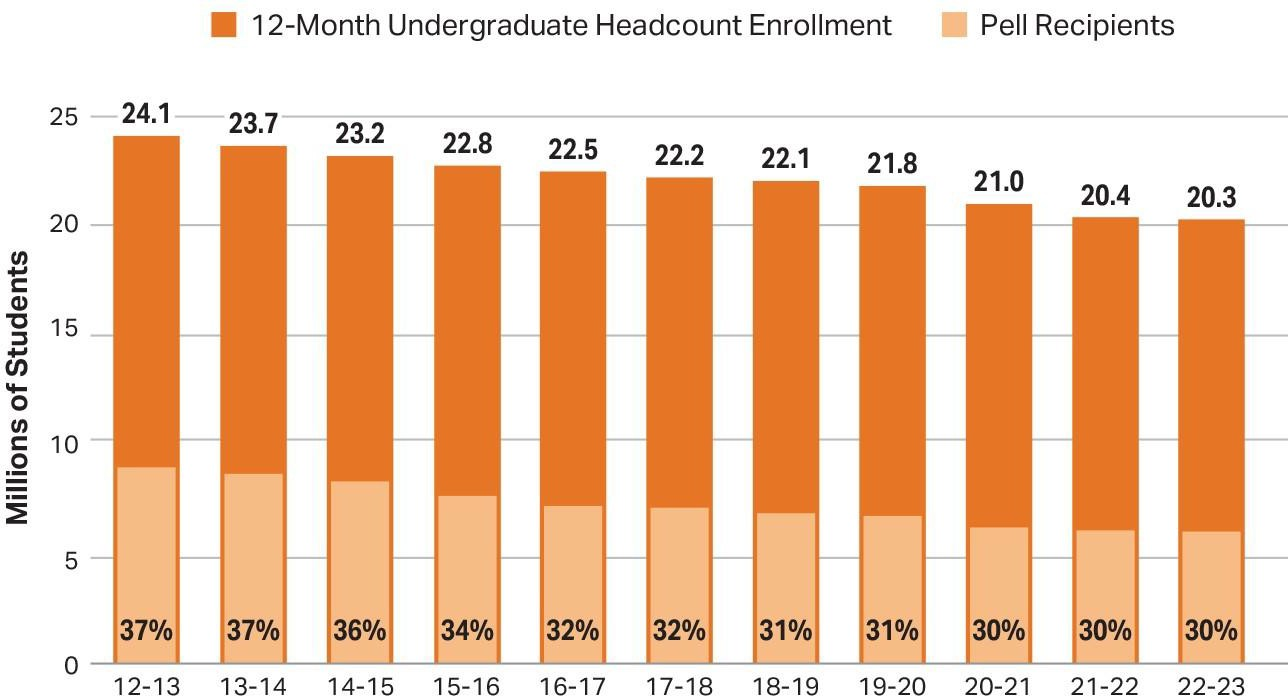 12-Month Undergraduate Headcount Enrollment Pell Recipients
Millions of Students
25
20
15
10
5
0
24.1 23.7 23.2 22.8 22.5 22.2 22.1 21.8 21.0 20.4 20.3
37% 37% 36% 34% 32% 32% 31% 31% 30% 30% 30%
12-13 13-14 14-15 15-16 16-17 17-18 18-19 19-20 20-21 21-22 22-23